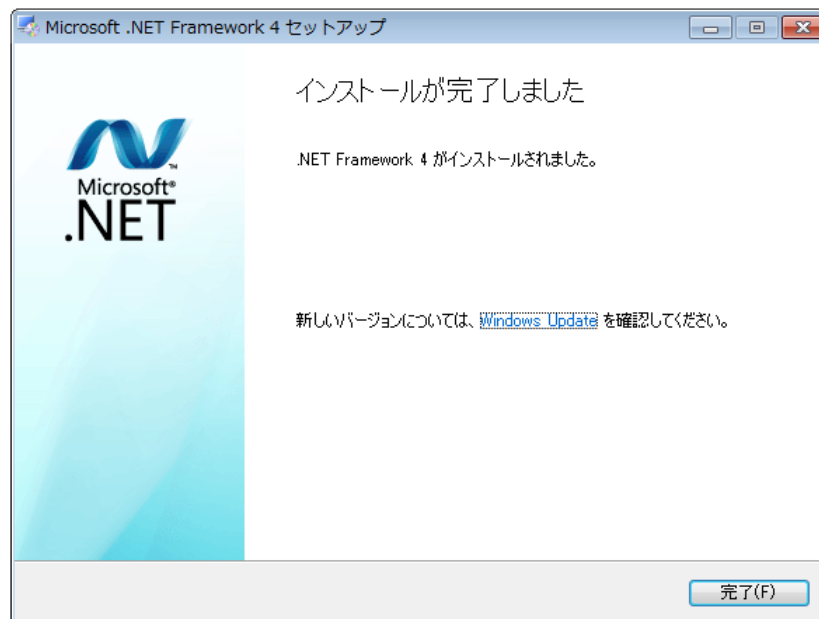 Microsoft .NET Framework 4 セットアップ
インストールが完了しました
Microsoft®
.NET
™
.NET Framework 4 がインストールされました。
新しいバージョンについては、Windows Update を確認してください。
完了(F)